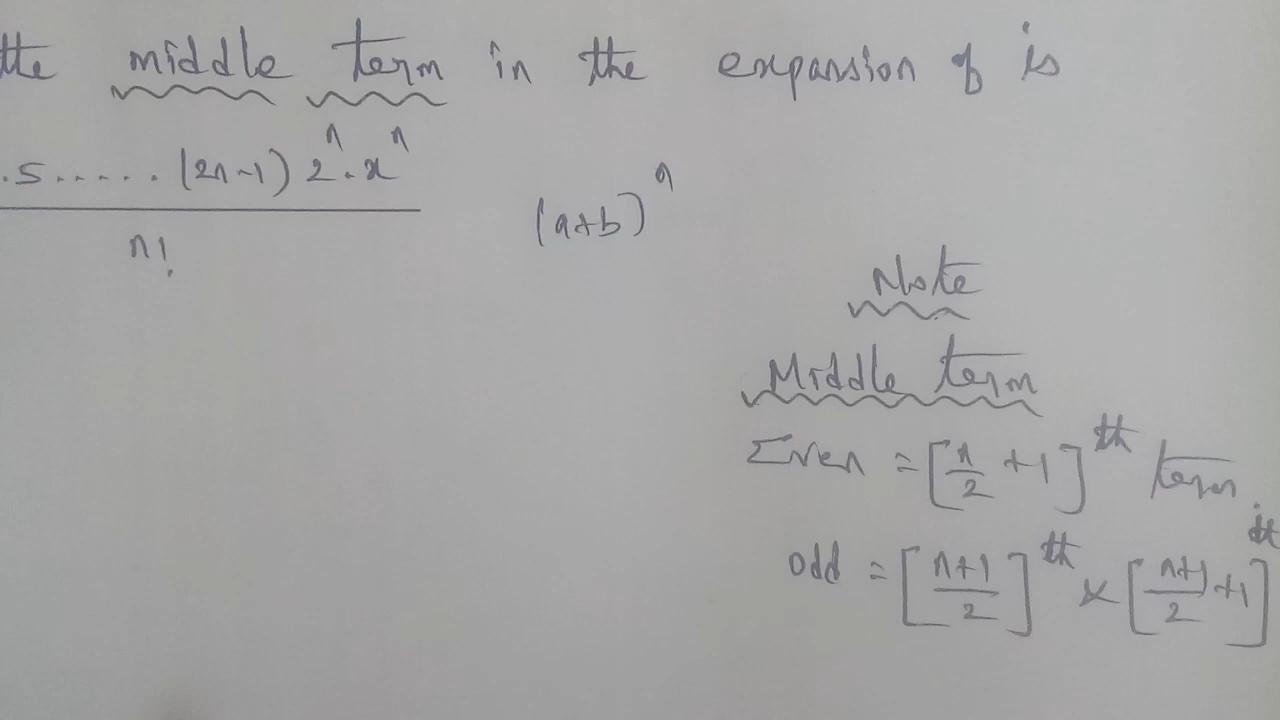 the middle term in the expansion of is
.5.....(2n-1) 2^n.x^n
n!
(a+b)^n
Note
Middle term
Even = [n/2 +1]^th term.
odd = [n+1/2]^th & [n+1/2 +1]^th